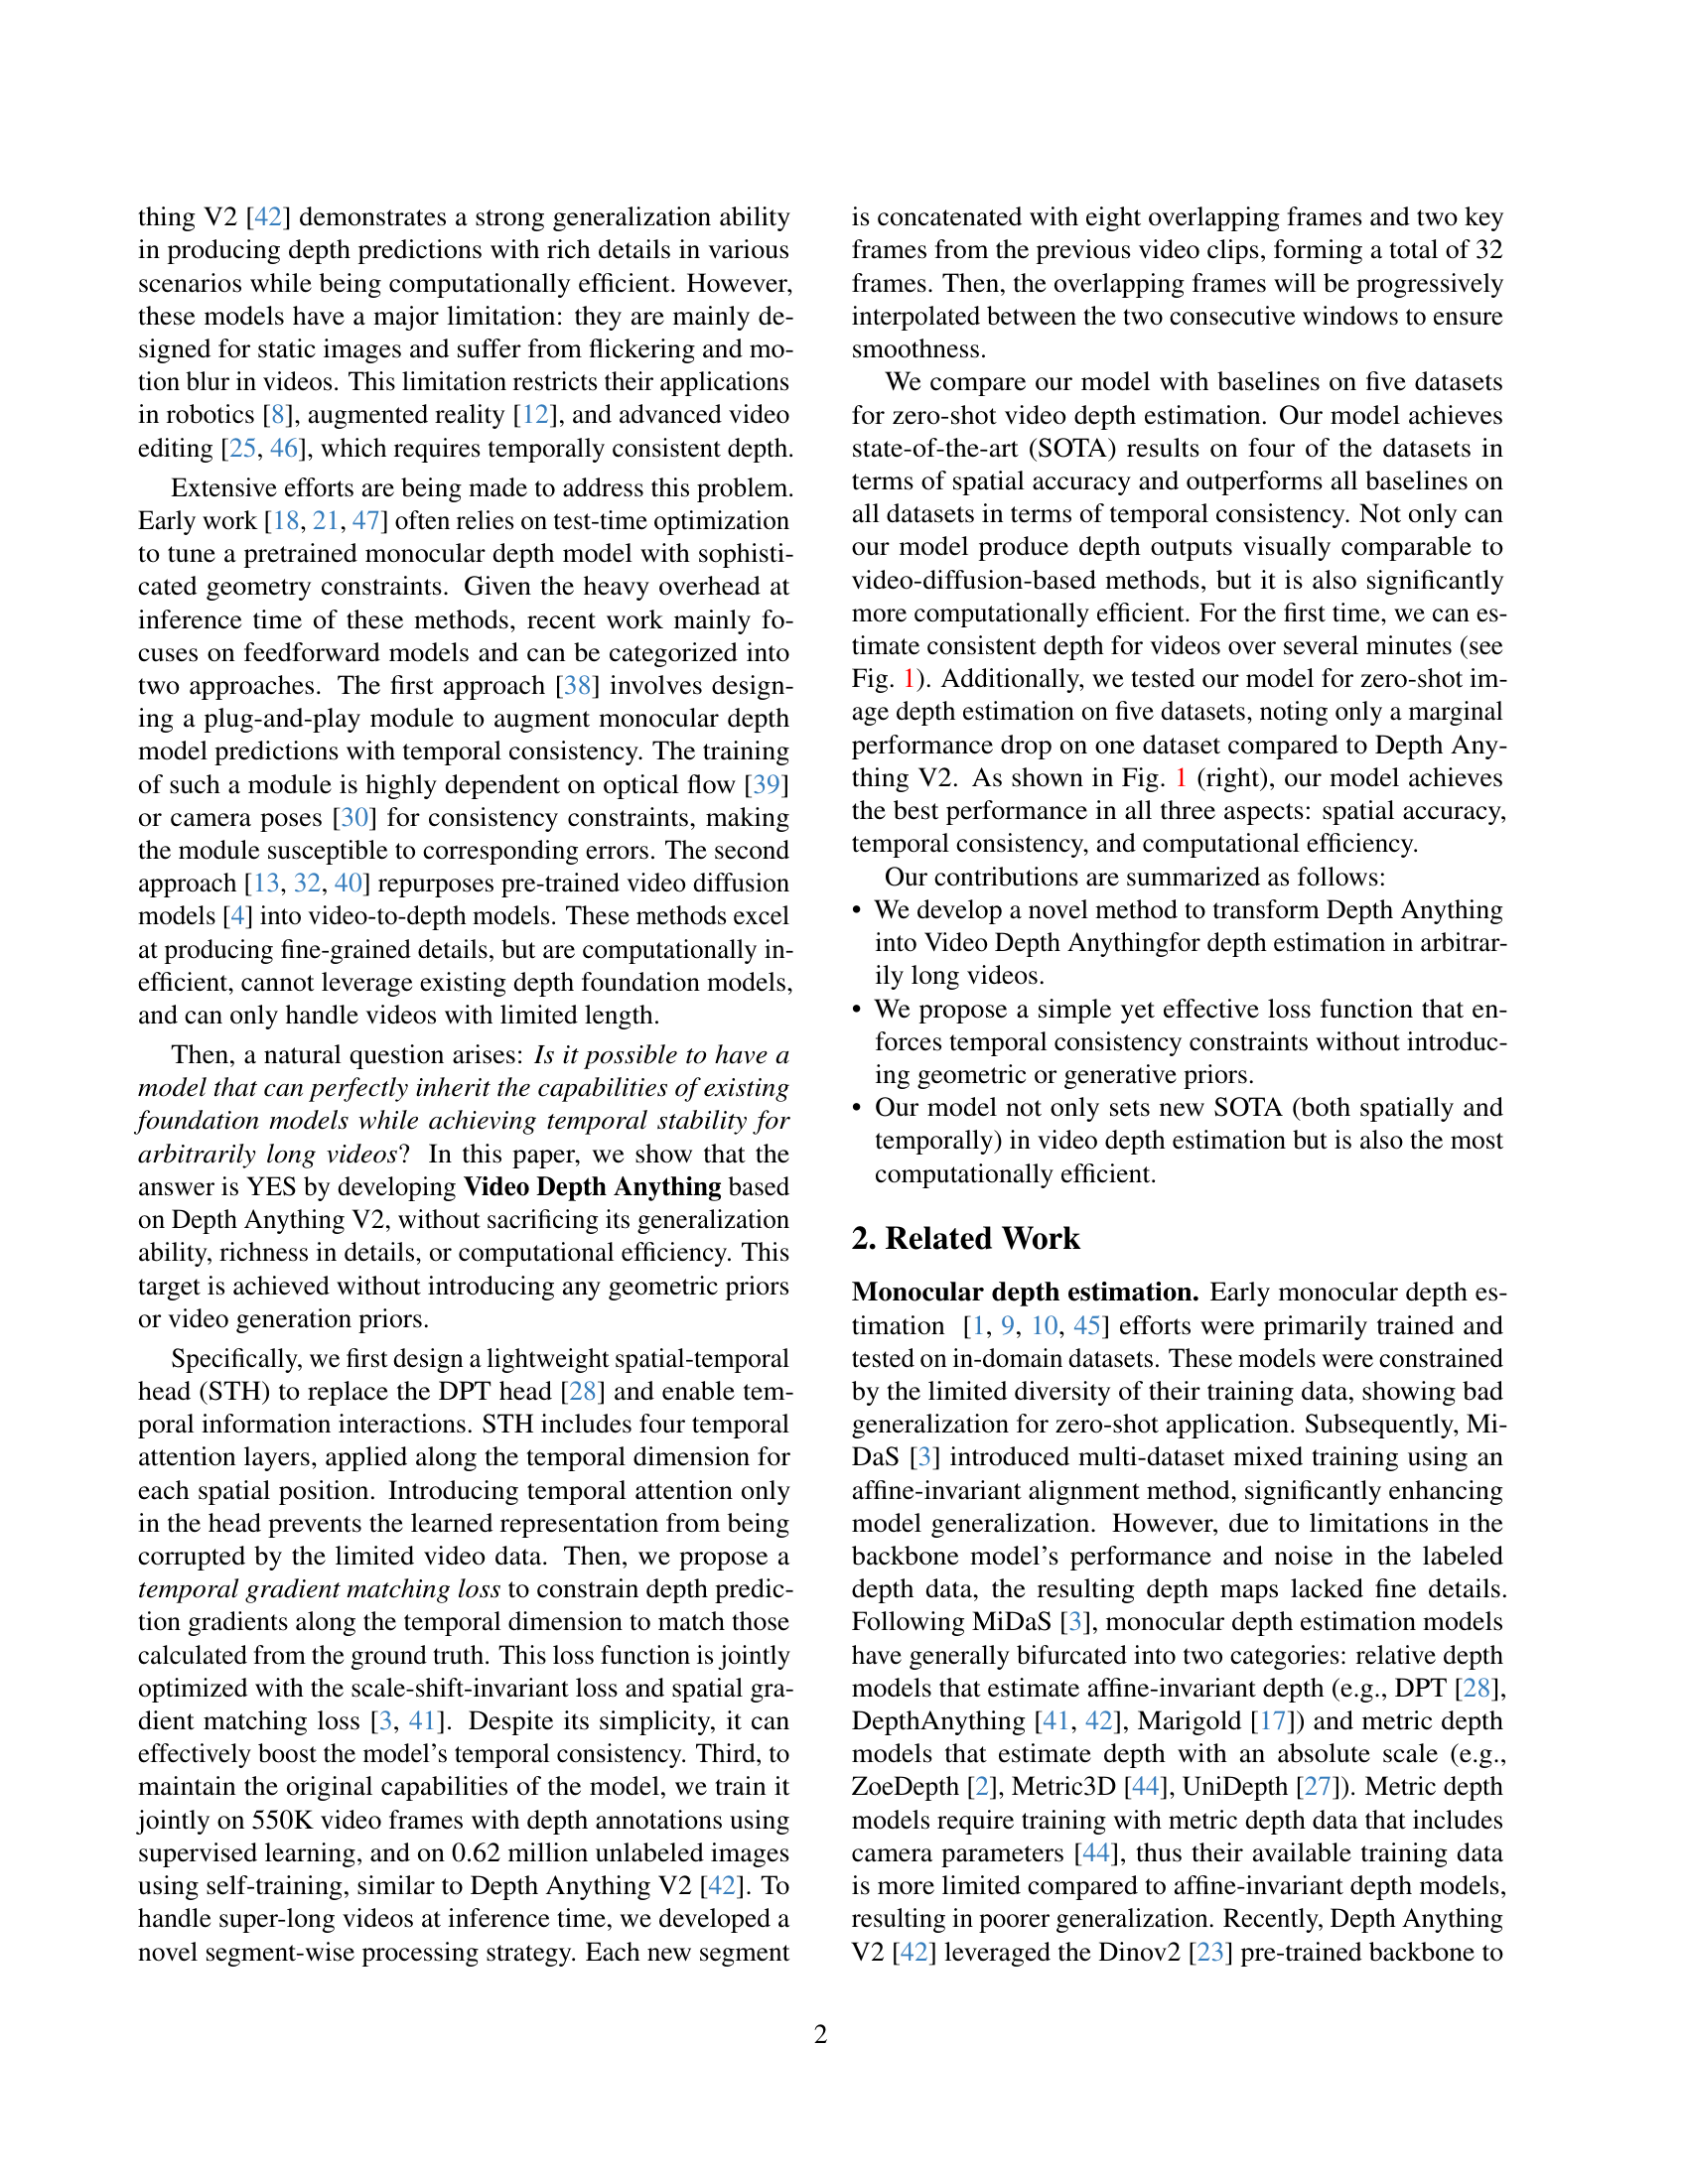 thing V2 [42] demonstrates a strong generalization ability
in producing depth predictions with rich details in various
scenarios while being computationally efficient. However,
these models have a major limitation: they are mainly de-
signed for static images and suffer from flickering and mo-
tion blur in videos. This limitation restricts their applications
in robotics [8], augmented reality [12], and advanced video
editing [25, 46], which requires temporally consistent depth.
Extensive efforts are being made to address this problem.
Early work [18, 21, 47] often relies on test-time optimization
to tune a pretrained monocular depth model with sophisti-
cated geometry constraints. Given the heavy overhead at
inference time of these methods, recent work mainly fo-
cuses on feedforward models and can be categorized into
two approaches. The first approach [38] involves design-
ing a plug-and-play module to augment monocular depth
model predictions with temporal consistency. The training
of such a module is highly dependent on optical flow [39]
or camera poses [30] for consistency constraints, making
the module susceptible to corresponding errors. The second
approach [13, 32, 40] repurposes pre-trained video diffusion
models [4] into video-to-depth models. These methods excel
at producing fine-grained details, but are computationally in-
efficient, cannot leverage existing depth foundation models,
and can only handle videos with limited length.
Then, a natural question arises: Is it possible to have a
model that can perfectly inherit the capabilities of existing
foundation models while achieving temporal stability for
arbitrarily long videos? In this paper, we show that the
answer is YES by developing Video Depth Anything based
on Depth Anything V2, without sacrificing its generalization
ability, richness in details, or computational efficiency. This
target is achieved without introducing any geometric priors
or video generation priors.
Specifically, we first design a lightweight spatial-temporal
head (STH) to replace the DPT head [28] and enable tem-
poral information interactions. STH includes four temporal
attention layers, applied along the temporal dimension for
each spatial position. Introducing temporal attention only
in the head prevents the learned representation from being
corrupted by the limited video data. Then, we propose a
temporal gradient matching loss to constrain depth predic-
tion gradients along the temporal dimension to match those
calculated from the ground truth. This loss function is jointly
optimized with the scale-shift-invariant loss and spatial gra-
dient matching loss [3, 41]. Despite its simplicity, it can
effectively boost the model's temporal consistency. Third, to
maintain the original capabilities of the model, we train it
jointly on 550K video frames with depth annotations using
supervised learning, and on 0.62 million unlabeled images
using self-training, similar to Depth Anything V2 [42]. To
handle super-long videos at inference time, we developed a
novel segment-wise processing strategy. Each new segment
is concatenated with eight overlapping frames and two key
frames from the previous video clips, forming a total of 32
frames. Then, the overlapping frames will be progressively
interpolated between the two consecutive windows to ensure
smoothness.
We compare our model with baselines on five datasets
for zero-shot video depth estimation. Our model achieves
state-of-the-art (SOTA) results on four of the datasets in
terms of spatial accuracy and outperforms all baselines on
all datasets in terms of temporal consistency. Not only can
our model produce depth outputs visually comparable to
video-diffusion-based methods, but it is also significantly
more computationally efficient. For the first time, we can es-
timate consistent depth for videos over several minutes (see
Fig. 1). Additionally, we tested our model for zero-shot im-
age depth estimation on five datasets, noting only a marginal
performance drop on one dataset compared to Depth Any-
thing V2. As shown in Fig. 1 (right), our model achieves
the best performance in all three aspects: spatial accuracy,
temporal consistency, and computational efficiency.
Our contributions are summarized as follows:
• We develop a novel method to transform Depth Anything
into Video Depth Anythingfor depth estimation in arbitrar-
ily long videos.
• We propose a simple yet effective loss function that en-
forces temporal consistency constraints without introduc-
ing geometric or generative priors.
• Our model not only sets new SOTA (both spatially and
temporally) in video depth estimation but is also the most
computationally efficient.
2. Related Work
Monocular depth estimation. Early monocular depth es-
timation [1, 9, 10, 45] efforts were primarily trained and
tested on in-domain datasets. These models were constrained
by the limited diversity of their training data, showing bad
generalization for zero-shot application. Subsequently, Mi-
DaS [3] introduced multi-dataset mixed training using an
affine-invariant alignment method, significantly enhancing
model generalization. However, due to limitations in the
backbone model's performance and noise in the labeled
depth data, the resulting depth maps lacked fine details.
Following MiDaS [3], monocular depth estimation models
have generally bifurcated into two categories: relative depth
models that estimate affine-invariant depth (e.g., DPT [28],
DepthAnything [41, 42], Marigold [17]) and metric depth
models that estimate depth with an absolute scale (e.g.,
ZoeDepth [2], Metric3D [44], UniDepth [27]). Metric depth
models require training with metric depth data that includes
camera parameters [44], thus their available training data
is more limited compared to affine-invariant depth models,
resulting in poorer generalization. Recently, Depth Anything
V2 [42] leveraged the Dinov2 [23] pre-trained backbone to
2